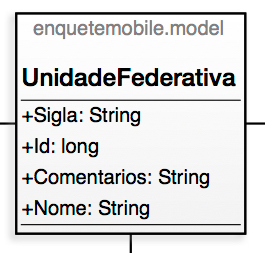 enquetemobile.model
UnidadeFederativa
+Sigla: String
+Id: long
+Comentarios: String
+Nome: String